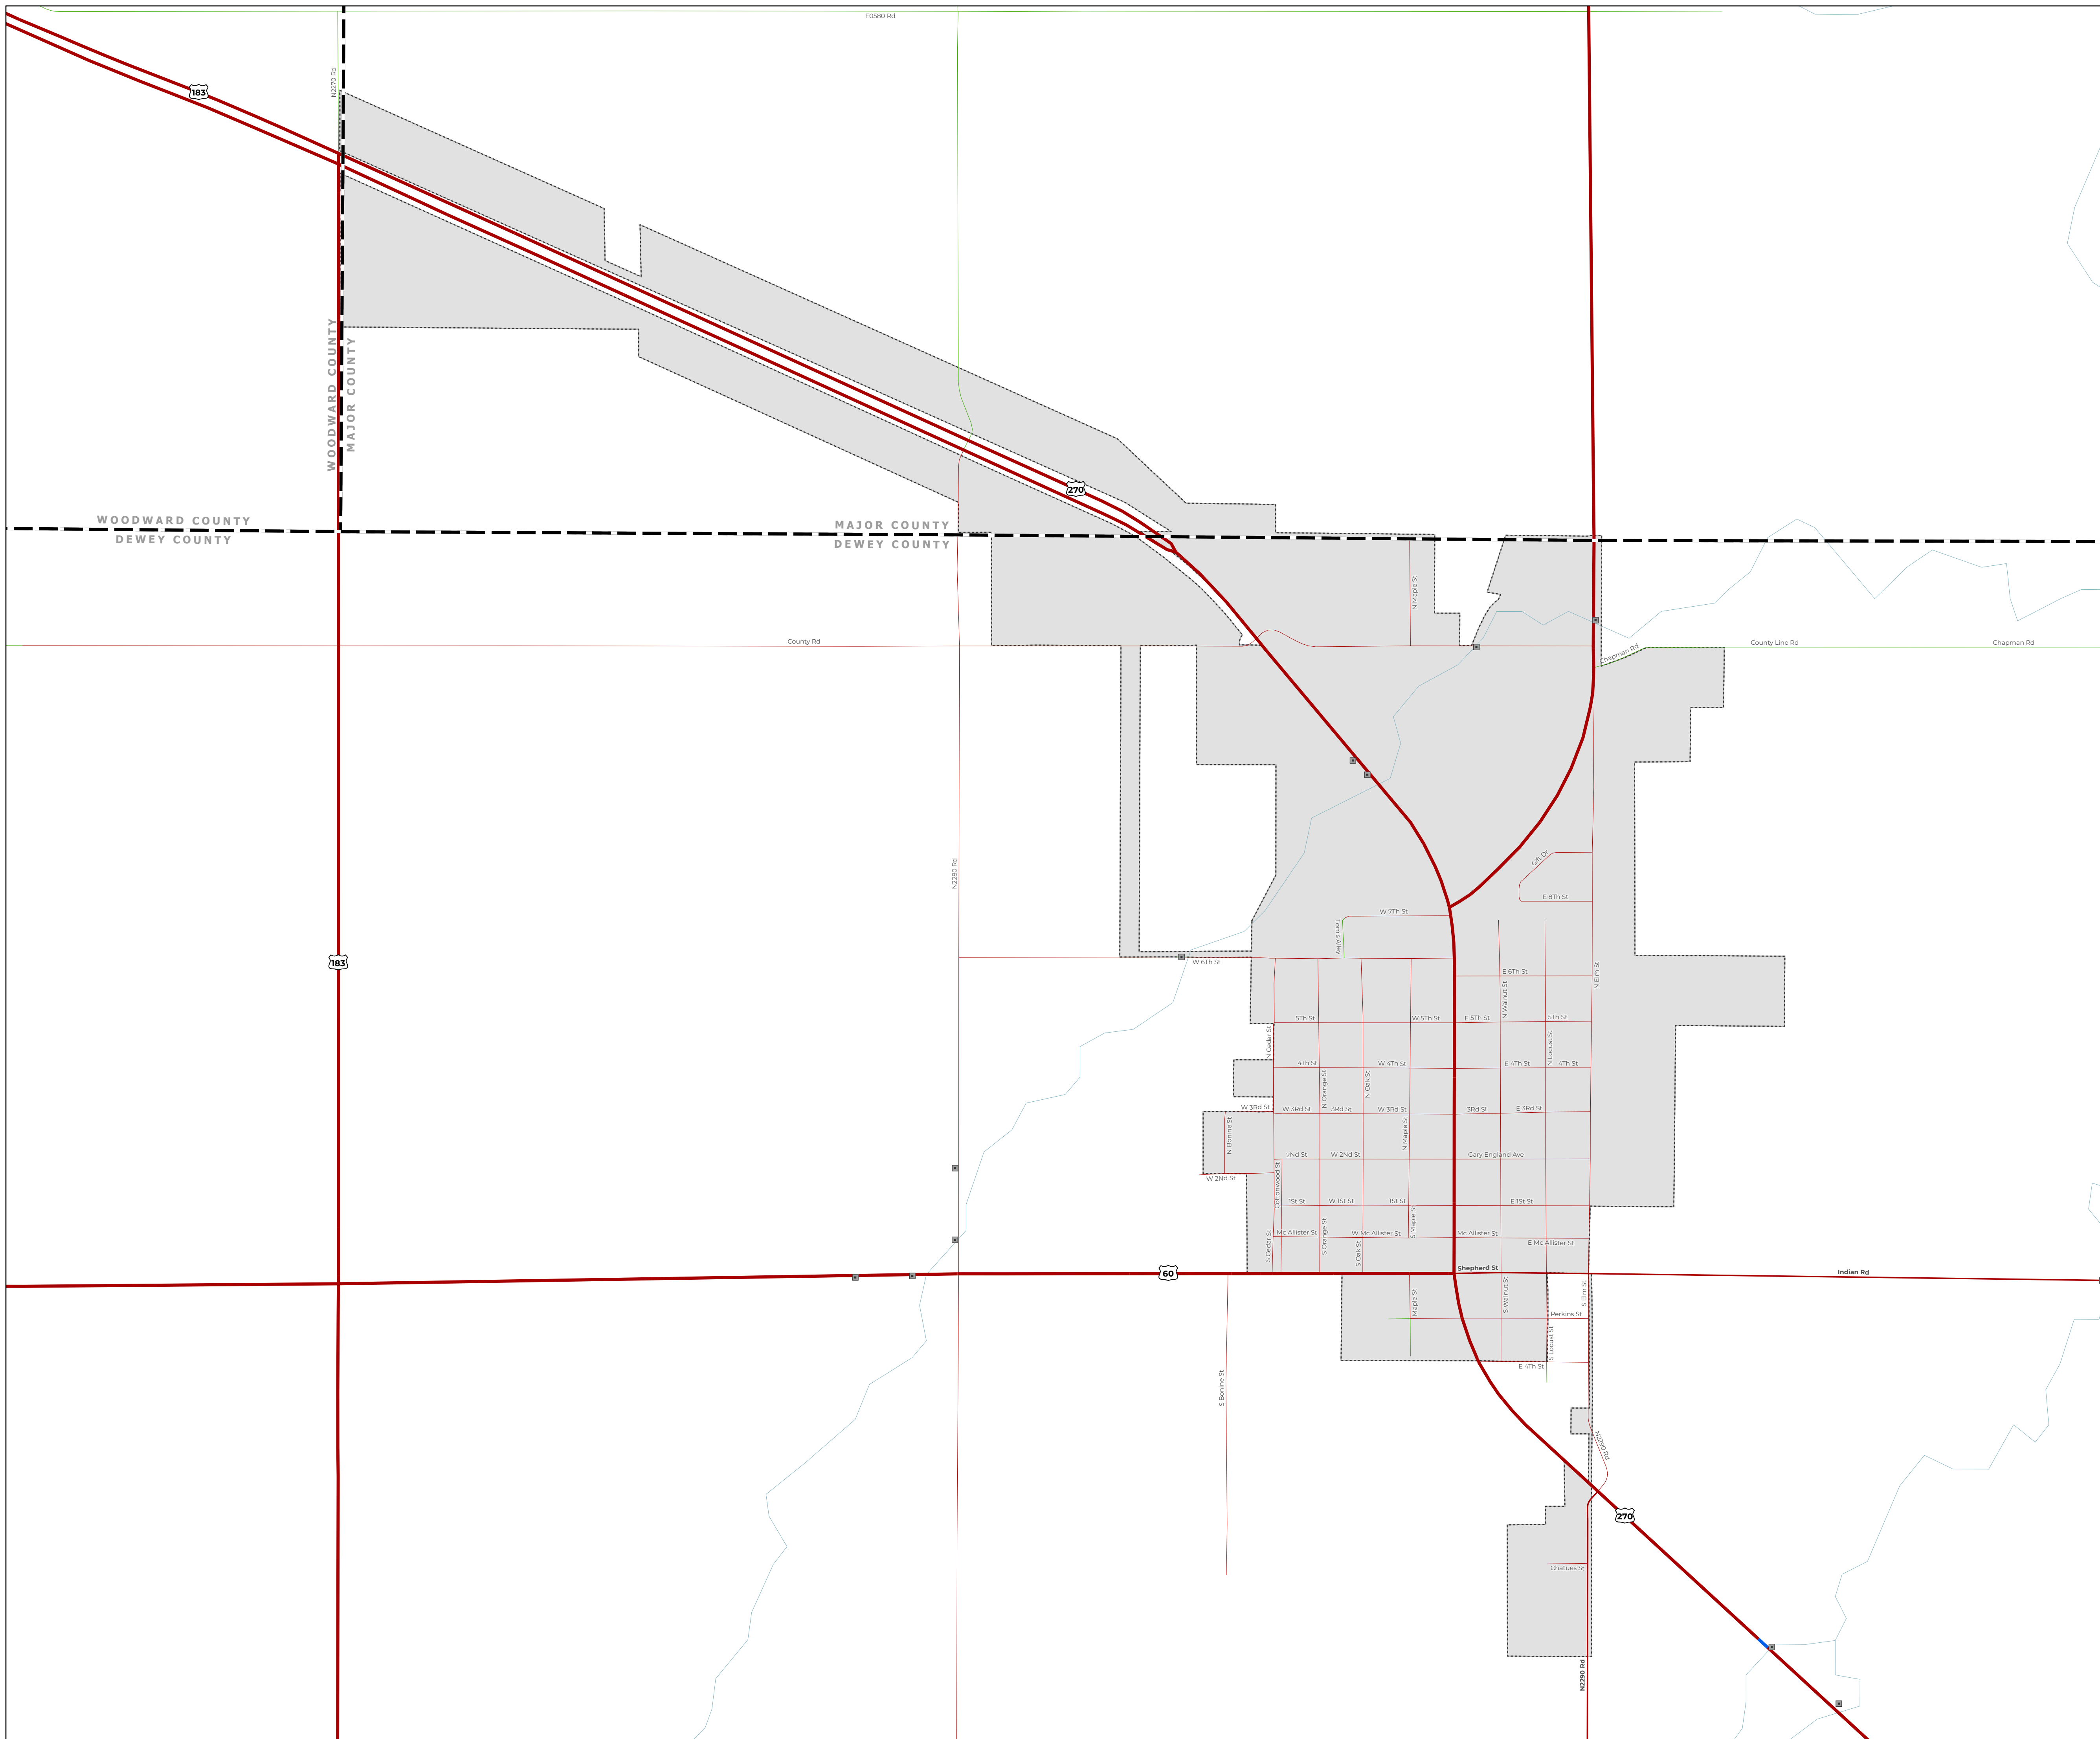 E0580 Rd
N2270 Rd
183
WOODWARD COUNTY
MAJOR COUNTY
270
WOODWARD COUNTY
DEWEY COUNTY
MAJOR COUNTY
DEWEY COUNTY
N Maple St
County Rd
Chapman Rd
County Line Rd
Chapman Rd
Gift Dr
N2280 Rd
E 8Th St
W 7Th St
Tom's Alley
183
W 6Th St
E 6Th St
N Elm St
N Walnut St
5Th St
W 5Th St
E 5Th St
5Th St
N Cedar St
N Locust St
4Th St
W 4Th St
E 4Th St
4Th St
N Orange St
N Oak St
W 3Rd St
W 3Rd St
3Rd St
W 3Rd St
3Rd St
E 3Rd St
N Bonine St
N Maple St
2Nd St
W 2Nd St
Gary England Ave
W 2Nd St
Cottonwood St
1St St
W 1St St
1St St
E 1St St
S Maple St
Mc Allister St
W Mc Allister St
Mc Allister St
E Mc Allister St
S Cedar St
S Orange St
S Oak St
60
Shepherd St
Indian Rd
Maple St
S Walnut St
S Elm St
Perkins St
S Locust St
E 4Th St
S Bonine St
N2290 Rd
270
Chatues St
N2290 Rd